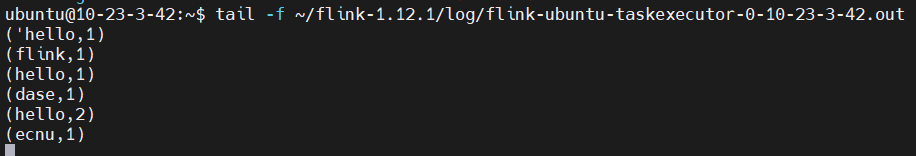 ubuntu@10-23-3-42:~$ tail -f ~/flink-1.12.1/log/flink-ubuntu-taskexecutor-0-10-23-3-42.out
('hello,1)
(flink,1)
(hello,1)
(dase,1)
(hello,2)
(ecnu,1)